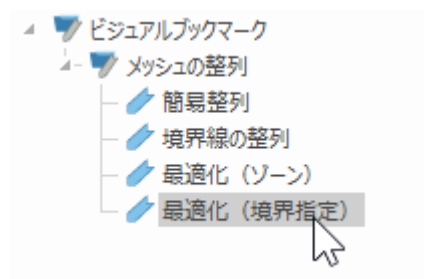 ビジュアルブックマーク
メッシュの整列
簡易整列
境界線の整列
最適化（ゾーン）
最適化（境界指定）